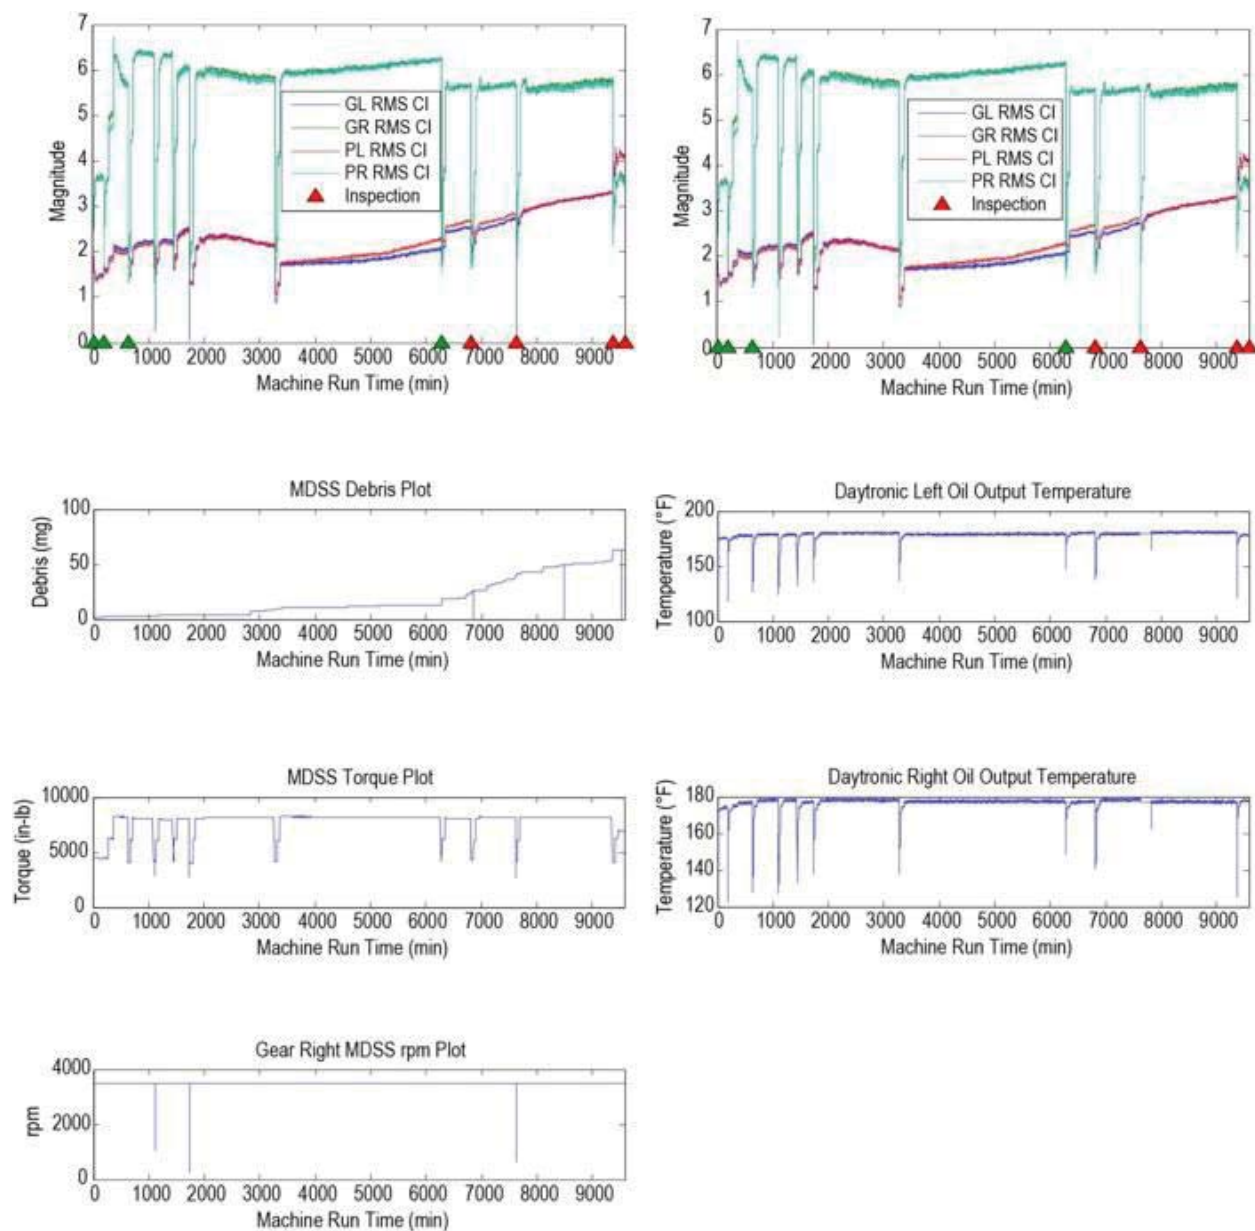 7
6
5
4
3
2
1
0
Magnitude
GL RMS CI
GR RMS CI
PL RMS CI
PR RMS CI
Inspection
0 1000 2000 3000 4000 5000 6000 7000 8000 9000
Machine Run Time (min)
7
6
5
4
3
2
1
0
Magnitude
GL RMS CI
GR RMS CI
PL RMS CI
PR RMS CI
Inspection
0 1000 2000 3000 4000 5000 6000 7000 8000 9000
Machine Run Time (min)
MDSS Debris Plot
100
50
0
Debris (mg)
0 1000 2000 3000 4000 5000 6000 7000 8000 9000
Machine Run Time (min)
Daytronic Left Oil Output Temperature
200
150
100
Temperature (°F)
0 1000 2000 3000 4000 5000 6000 7000 8000 9000
Machine Run Time (min)
MDSS Torque Plot
10000
5000
0
Torque (in-lb)
0 1000 2000 3000 4000 5000 6000 7000 8000 9000
Machine Run Time (min)
Daytronic Right Oil Output Temperature
180
160
140
120
Temperature (°F)
0 1000 2000 3000 4000 5000 6000 7000 8000 9000
Machine Run Time (min)
Gear Right MDSS rpm Plot
4000
2000
0
rpm
0 1000 2000 3000 4000 5000 6000 7000 8000 9000
Machine Run Time (min)